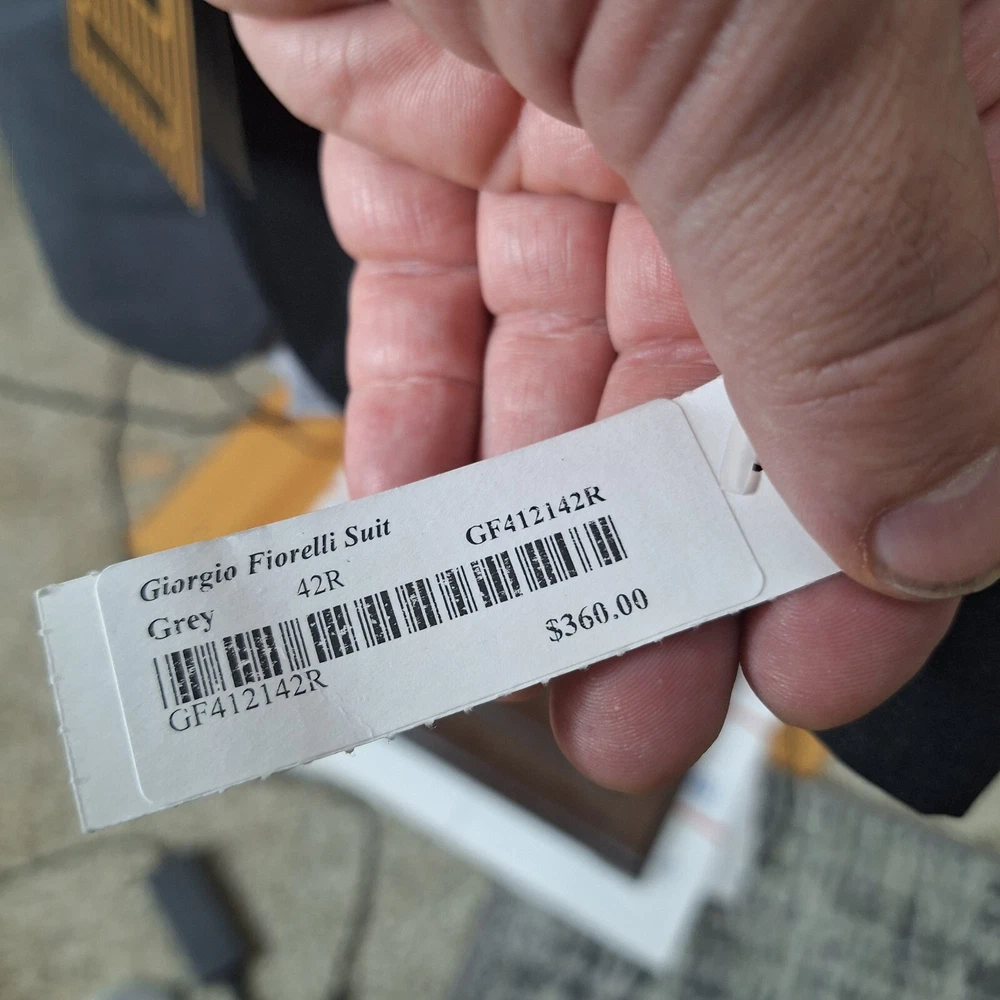 Giorgio Fiorelli Suit GF412142R
Grey 42R
GF412142R $360.00